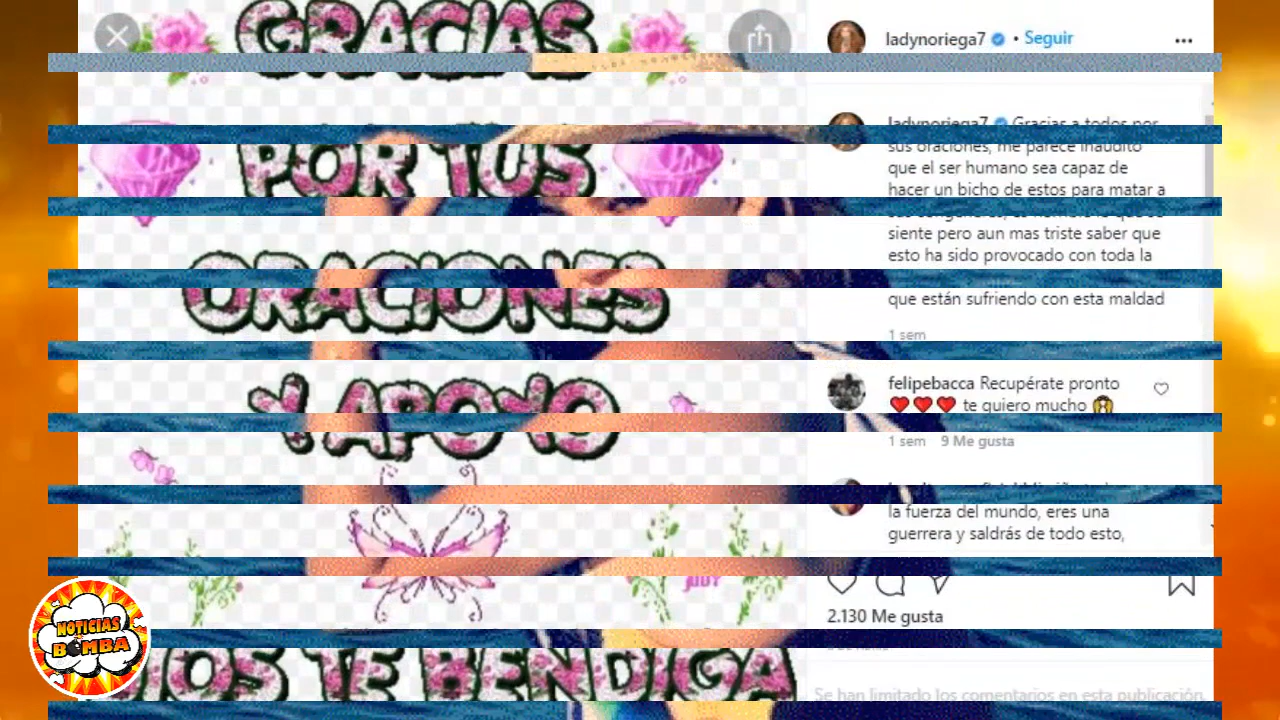 GRACIAS
POR TUS
ORACIONES
Y APOYO
TE BENDIGA
NOTICIAS
BOMBA
ladynoriega7 • Seguir
ladynoriega7 Gracias a todos por
sus oraciones, me parece inaudito
que el ser humano sea capaz de
hacer un bicho de estos para matar a
siente pero aun mas triste saber que
esto ha sido provocado con toda la
que están sufriendo con esta maldad
1 sem
felipebacca Recupérate pronto
❤❤❤ te quiero mucho
1 sem 9 Me gusta
la fuerza del mundo, eres una
guerrera y saldrás de todo esto,
2.130 Me gusta
Se han limitado los comentarios en esta publicación.